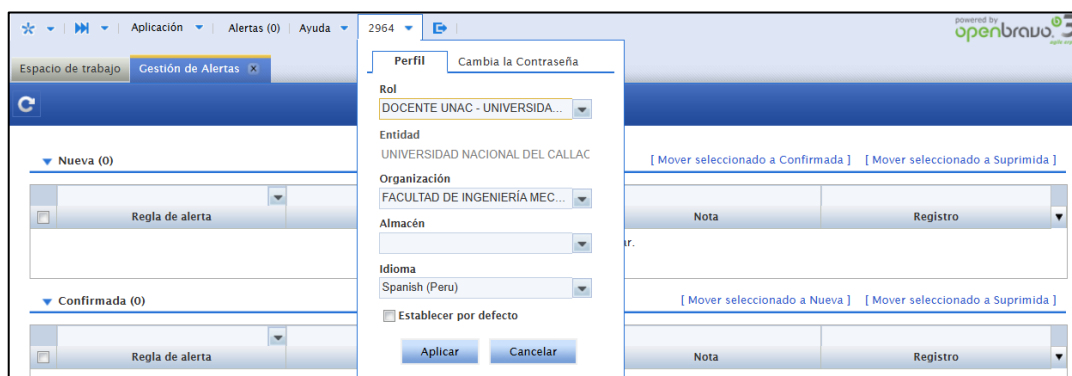 Aplicación Alertas (0) Ayuda 2964
powered by
openbravo 3
Espacio de trabajo Gestión de Alertas
Perfil Cambia la Contraseña
Rol
DOCENTE UNAC - UNIVERSIDA...
Entidad
UNIVERSIDAD NACIONAL DEL CALLAC
Organización
FACULTAD DE INGENIERÍA MEC...
Almacén
Idioma
Spanish (Peru)
Establecer por defecto
Aplicar Cancelar
Nueva (0) [ Mover seleccionado a Confirmada ] [ Mover seleccionado a Suprimida ]
Regla de alerta Nota Registro
ar.
Confirmada (0) [ Mover seleccionado a Nueva ] [ Mover seleccionado a Suprimida ]
Regla de alerta Nota Registro